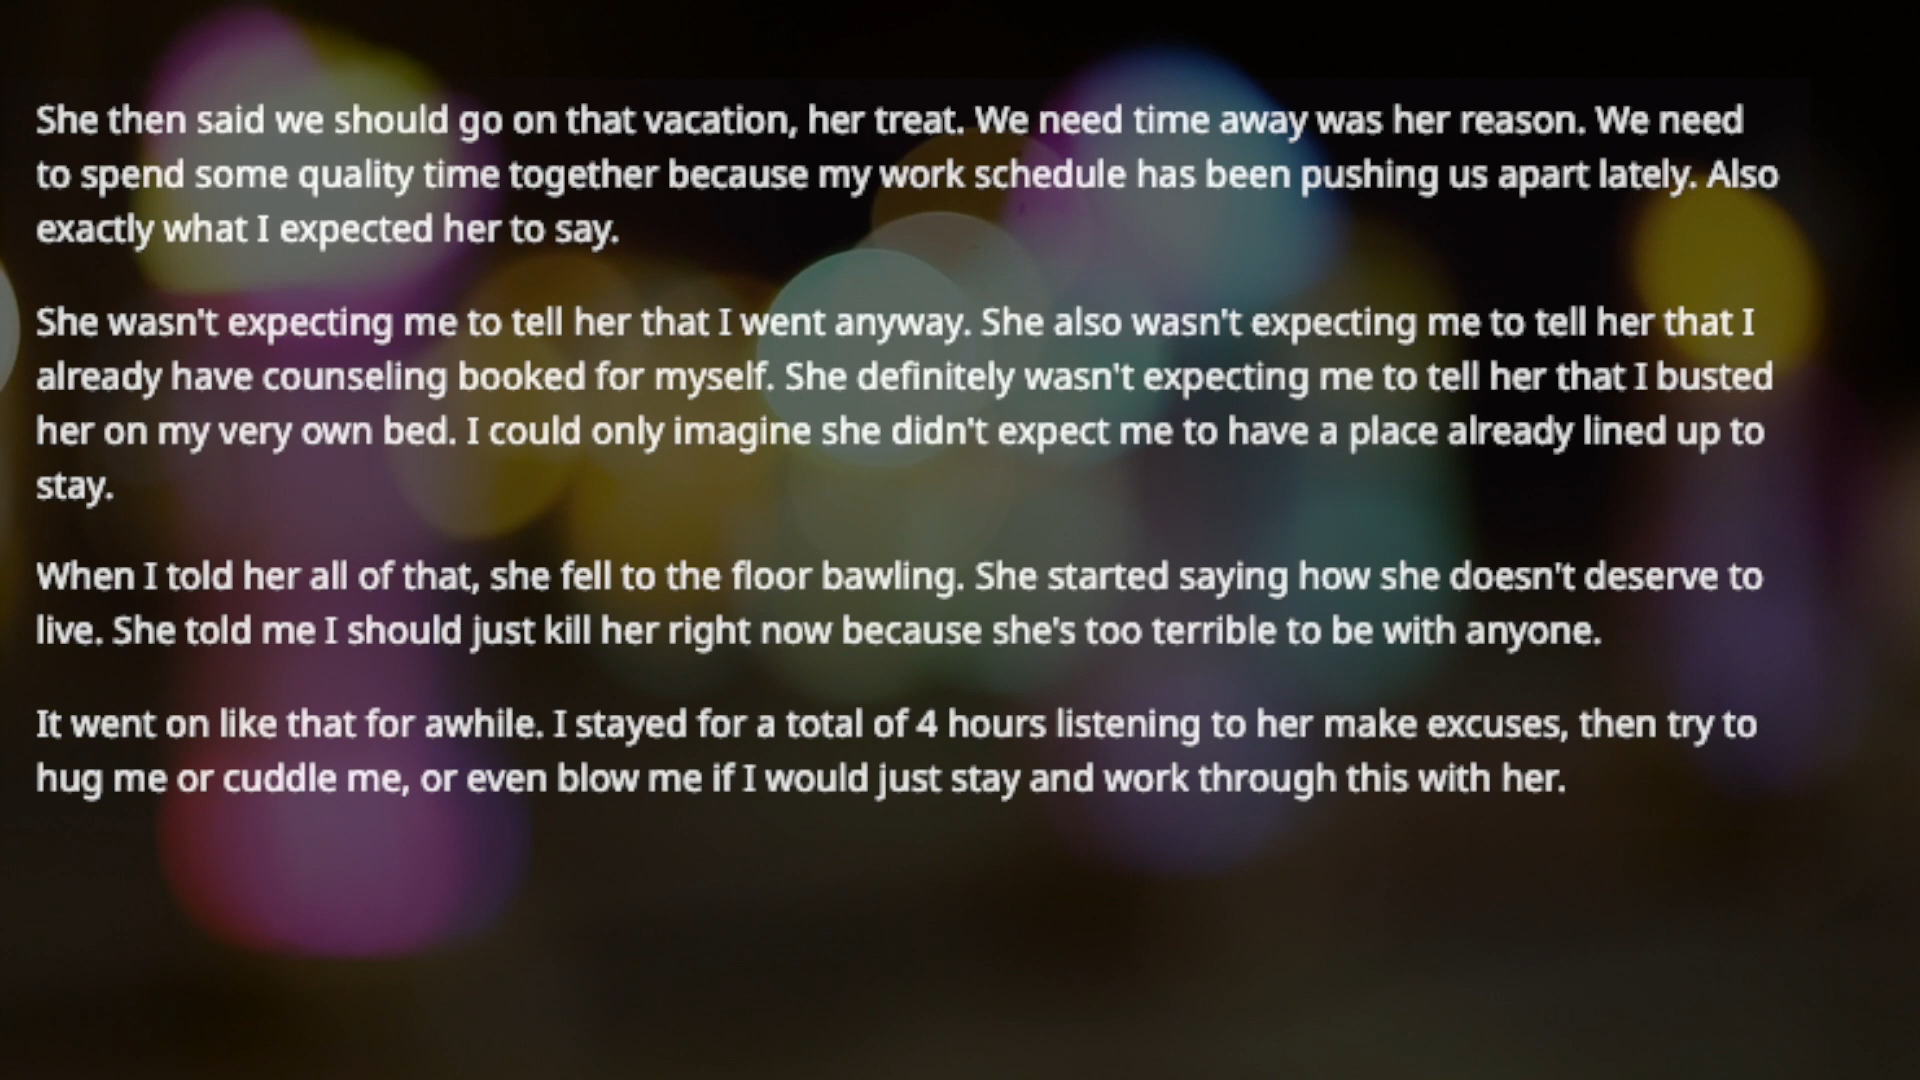 She then said we should go on that vacation, her treat. We need time away was her reason. We need
to spend some quality time together because my work schedule has been pushing us apart lately. Also
exactly what I expected her to say.
She wasn't expecting me to tell her that I went anyway. She also wasn't expecting me to tell her that I
already have counseling booked for myself. She definitely wasn't expecting me to tell her that I busted
her on my very own bed. I could only imagine she didn't expect me to have a place already lined up to
stay.
When I told her all of that, she fell to the floor bawling. She started saying how she doesn't deserve to
live. She told me I should just kill her right now because she's too terrible to be with anyone.
It went on like that for awhile. I stayed for a total of 4 hours listening to her make excuses, then try to
hug me or cuddle me, or even blow me if I would just stay and work through this with her.